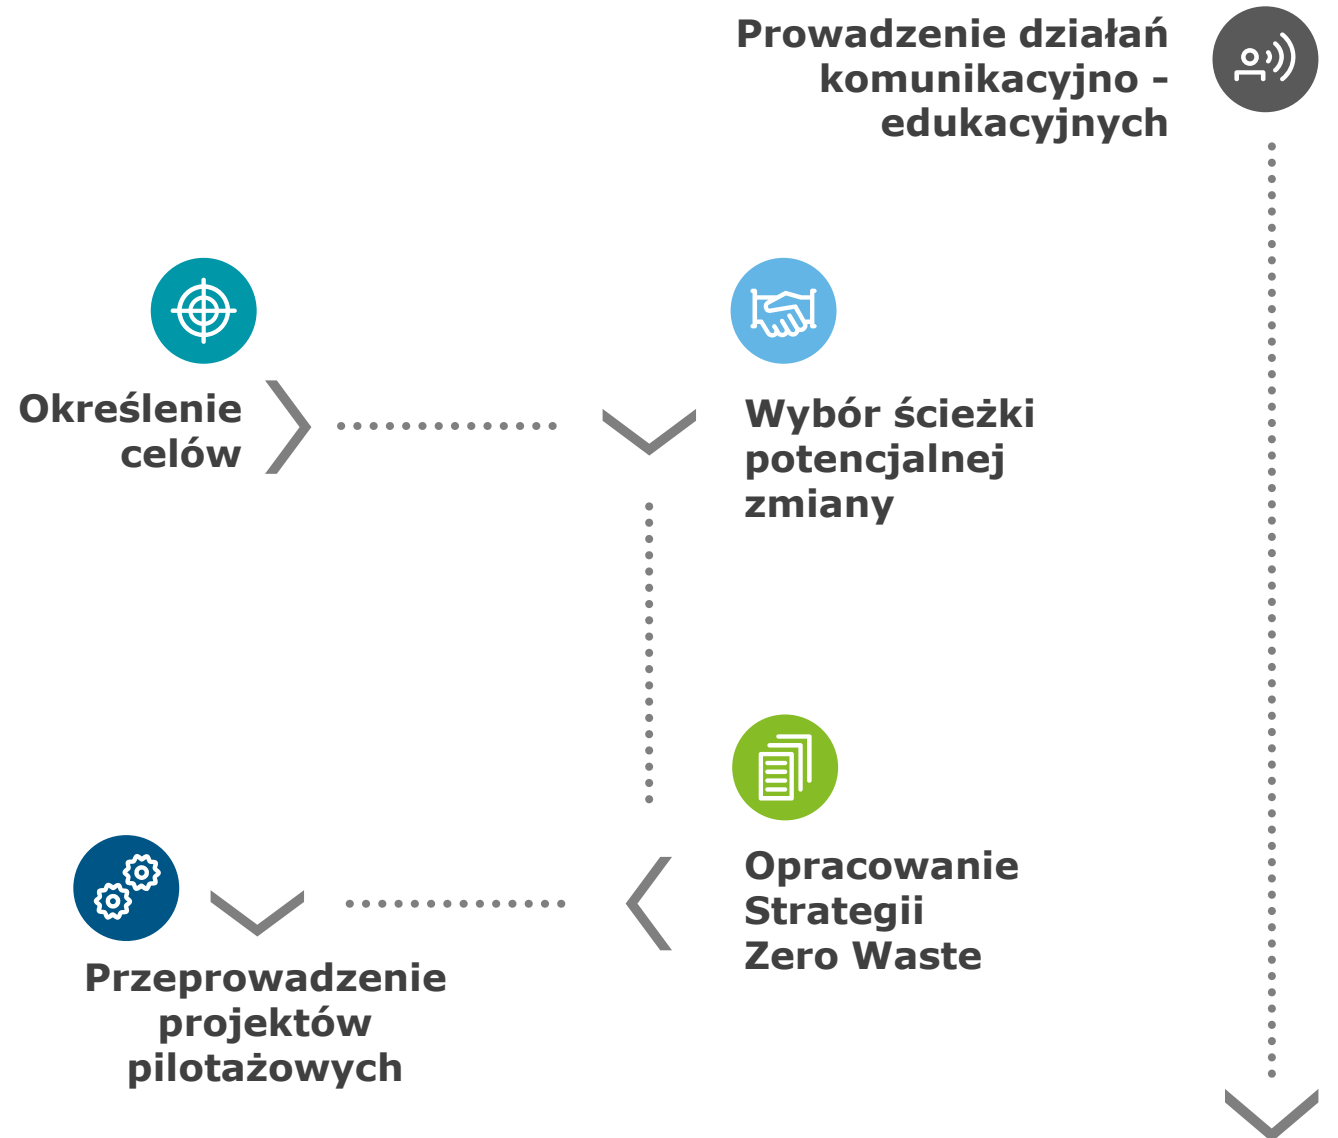 Prowadzenie działań
komunikacyjno -
edukacyjnych
Określenie
celów
Wybór ścieżki
potencjalnej
zmiany
Opracowanie
Strategii
Zero Waste
Przeprowadzenie
projektów
pilotażowych